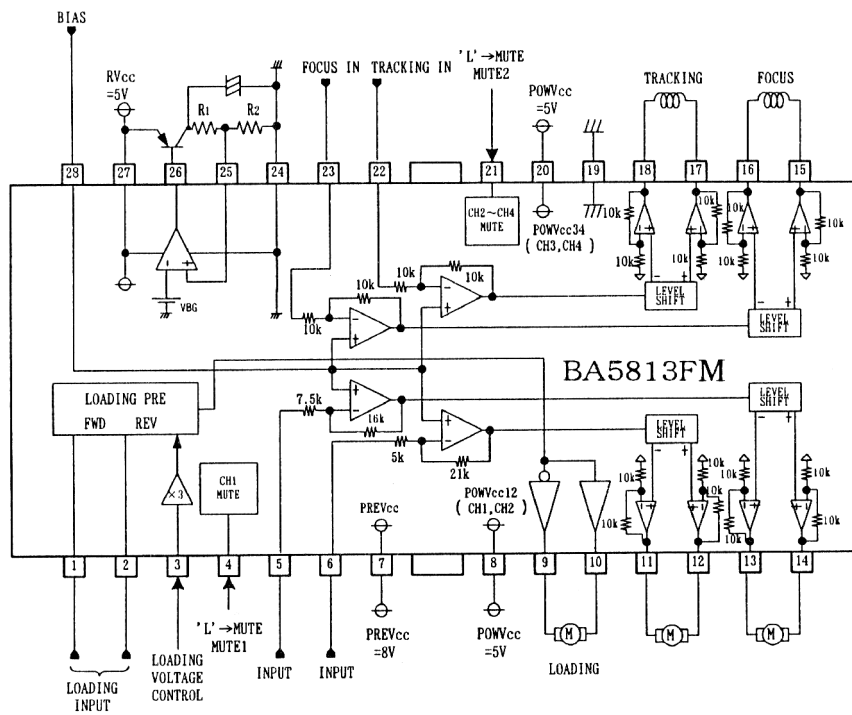 BIAS
RVcc
=5V
R1
R2
FOCUS IN
TRACKING IN
'L'→MUTE
MUTE2
POWVcc
=5V
TRACKING
FOCUS
28
27
26
25
24
23
22
21
20
19
18
17
16
15
CH2~CH4
MUTE
POWVcc34
(CH3,CH4)
10k
10k
10k
10k
10k
10k
10k
10k
VBG
10k
10k
10k
10k
LEVEL
SHIFT
LEVEL
SHIFT
BA5813FM
LOADING PRE
FWD
REV
7.5k
16k
5k
21k
LEVEL
SHIFT
LEVEL
SHIFT
×3
CH1
MUTE
PREVcc
POWVcc12
(CH1,CH2)
10k
10k
10k
10k
10k
10k
10k
10k
1
2
3
4
5
6
7
8
9
10
11
12
13
14
'L'→MUTE
MUTE1
PREVcc
=8V
POWVcc
=5V
M
M
M
LOADING
INPUT
LOADING
VOLTAGE
CONTROL
INPUT
INPUT
LOADING